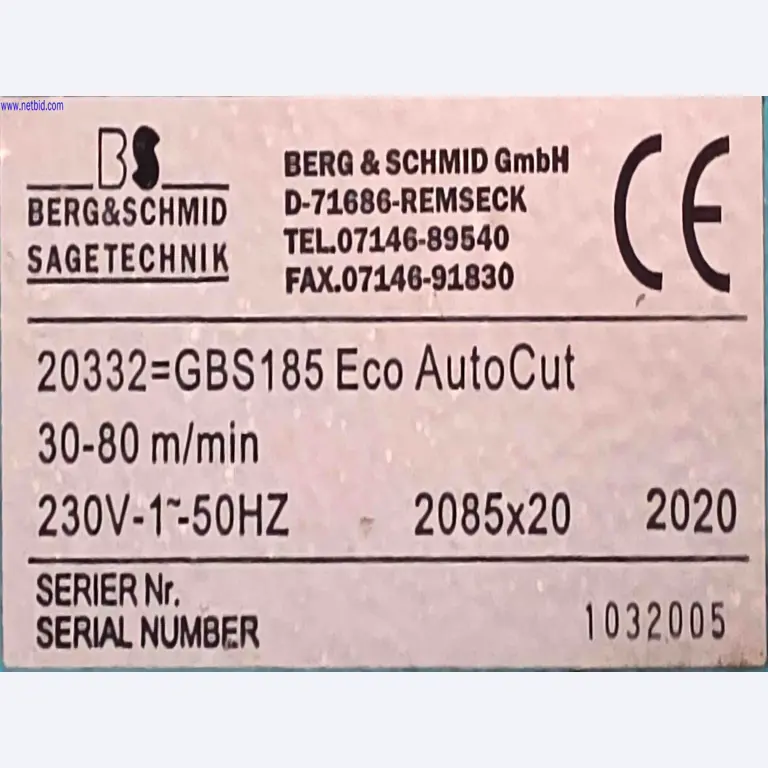 www.netbid.com
BS
BERG&SCHMID
SAGETECHNIK
BERG & SCHMID GmbH
D-71686-REMSECK
TEL.07146-89540
FAX.07146-91830
CE
20332=GBS185 Eco AutoCut
30-80 m/min
230V-1~-50HZ 2085x20 2020
SERIER Nr.
SERIAL NUMBER 1032005